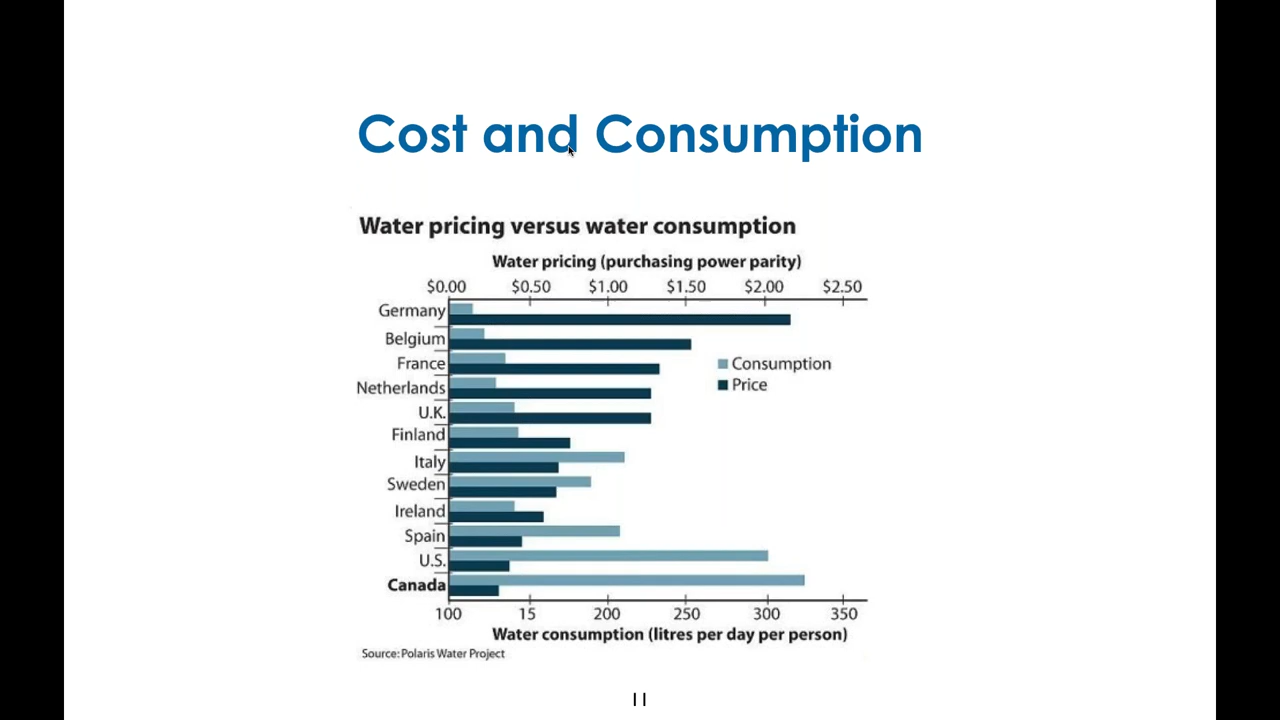 Cost and Consumption
Water pricing versus water consumption
Water pricing (purchasing power parity)
$0.00 $0.50 $1.00 $1.50 $2.00 $2.50
Germany
Belgium
France
Netherlands
U.K.
Finland
Italy
Sweden
Ireland
Spain
U.S.
Canada
Consumption
Price
100 15 200 250 300 350
Water consumption (litres per day per person)
Source: Polaris Water Project
11